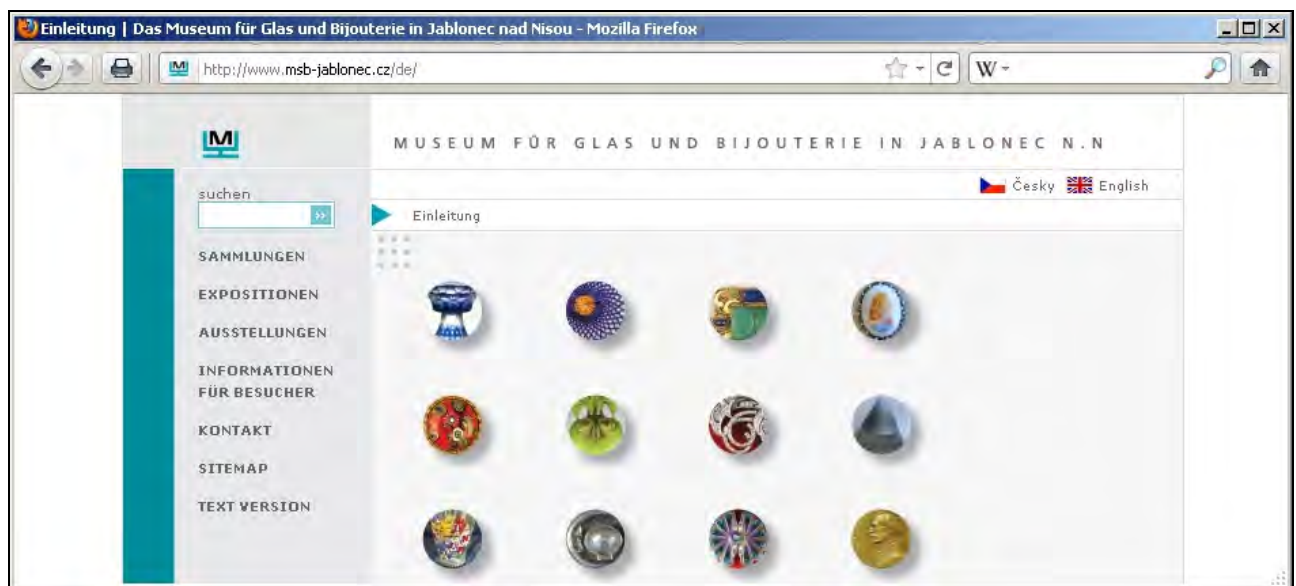 Einleitung | Das Museum für Glas und Bijouterie in Jablonec nad Nisou - Mozilla Firefox
http://www.msb-jablonec.cz/de/
W
M
MUSEUM FÜR GLAS UND BIJOUTERIE IN JABLONEC N.N
Česky English
suchen
Einleitung
SAMMLUNGEN
EXPOSITIONEN
AUSSTELLUNGEN
INFORMATIONEN
FÜR BESUCHER
KONTAKT
SITEMAP
TEXT VERSION